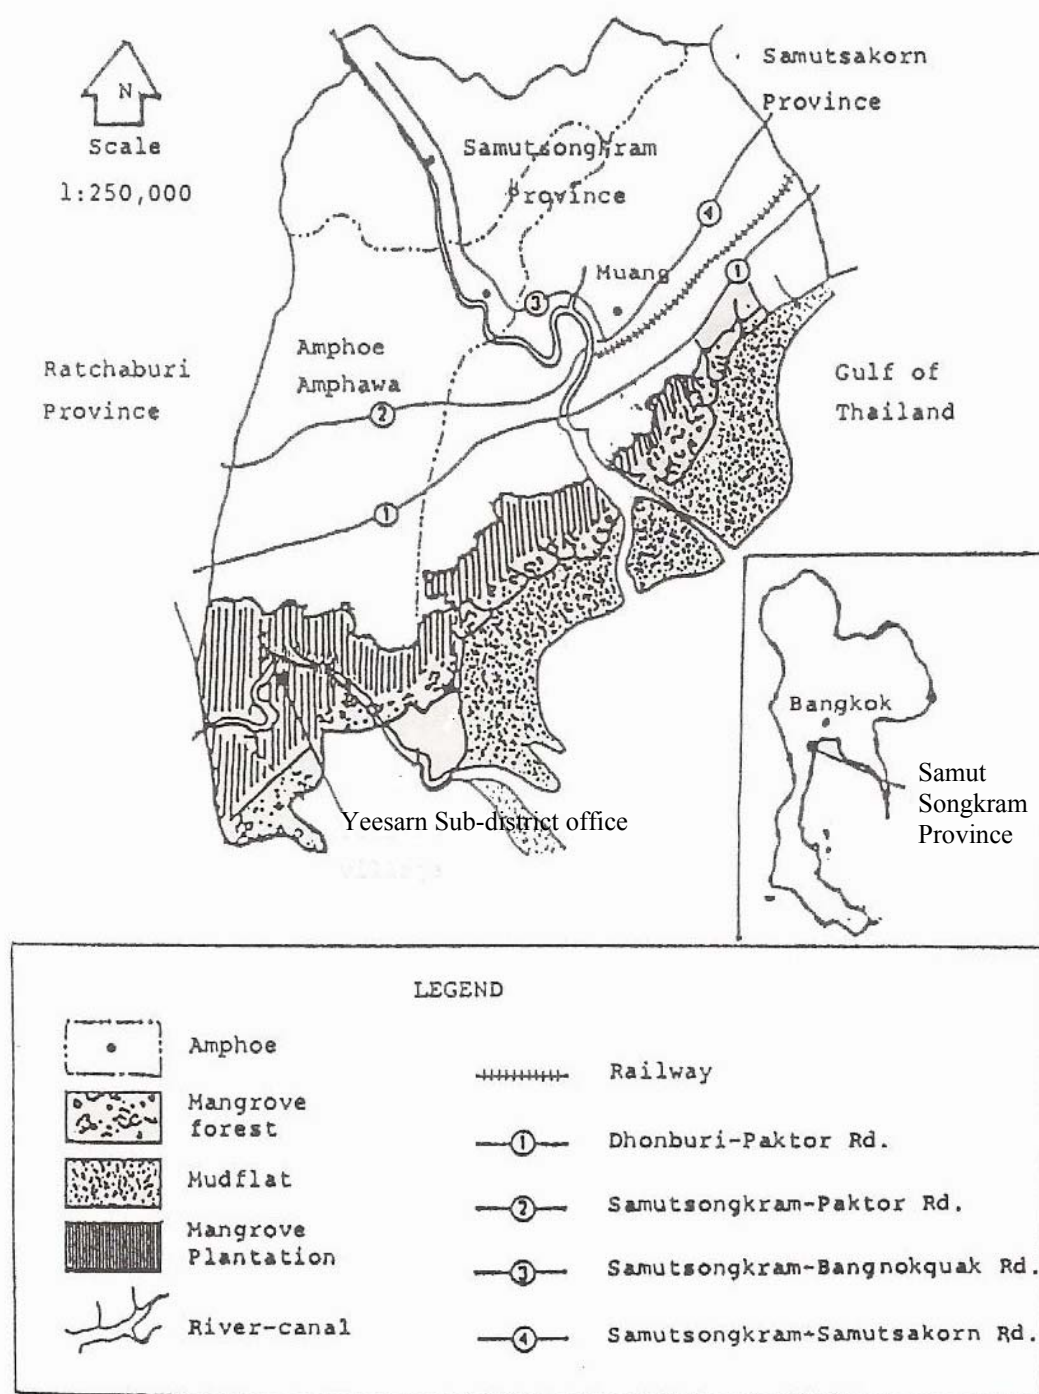 N
Scale
1:250,000
Samutsakorn
Province
Samutsongkram
Province
4
Muang
1
3
Ratchaburi
Province
Amphoe
Amphawa
2
Gulf of
Thailand
1
Yeesarn Sub-district office
Bangkok
Samut
Songkram
Province
LEGEND
Amphoe
Mangrove
forest
Mudflat
Mangrove
Plantation
River-canal
Railway
1 Dhonburi-Paktor Rd.
2 Samutsongkram-Paktor Rd.
3 Samutsongkram-Bangnokquak Rd.
4 Samutsongkram-Samutsakorn Rd.